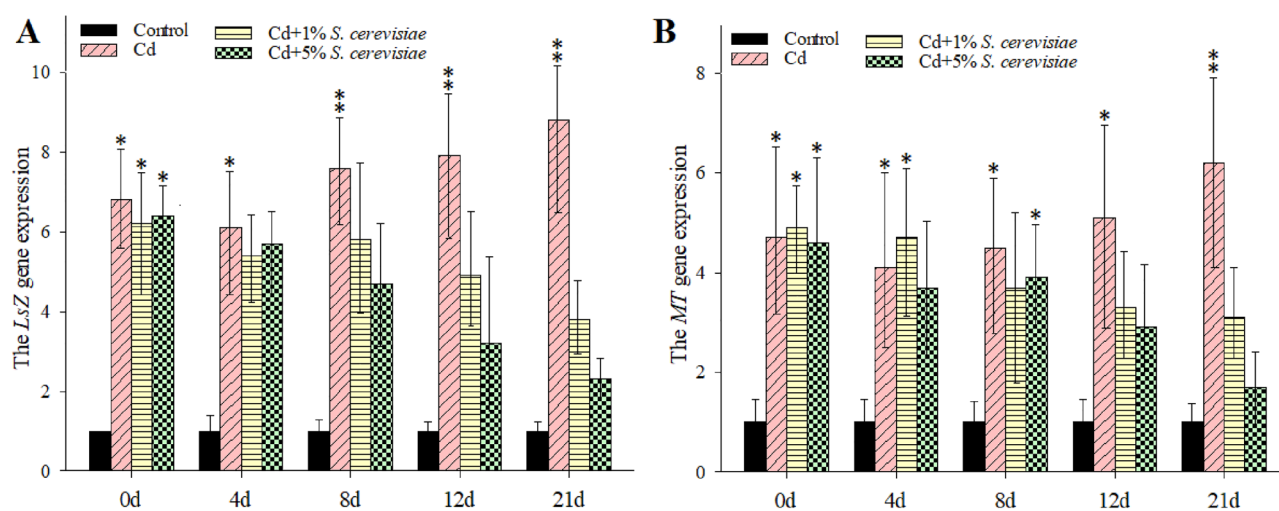 A
Control
Cd
Cd+1% S. cerevisiae
Cd+5% S. cerevisiae
The LsZ gene expression
10
8
6
4
2
0
* * *
*
**
**
**
0d 4d 8d 12d 21d
B
Control
Cd
Cd+1% S. cerevisiae
Cd+5% S. cerevisiae
The MT gene expression
8
6
4
2
0
* * *
* *
* *
*
**
0d 4d 8d 12d 21d